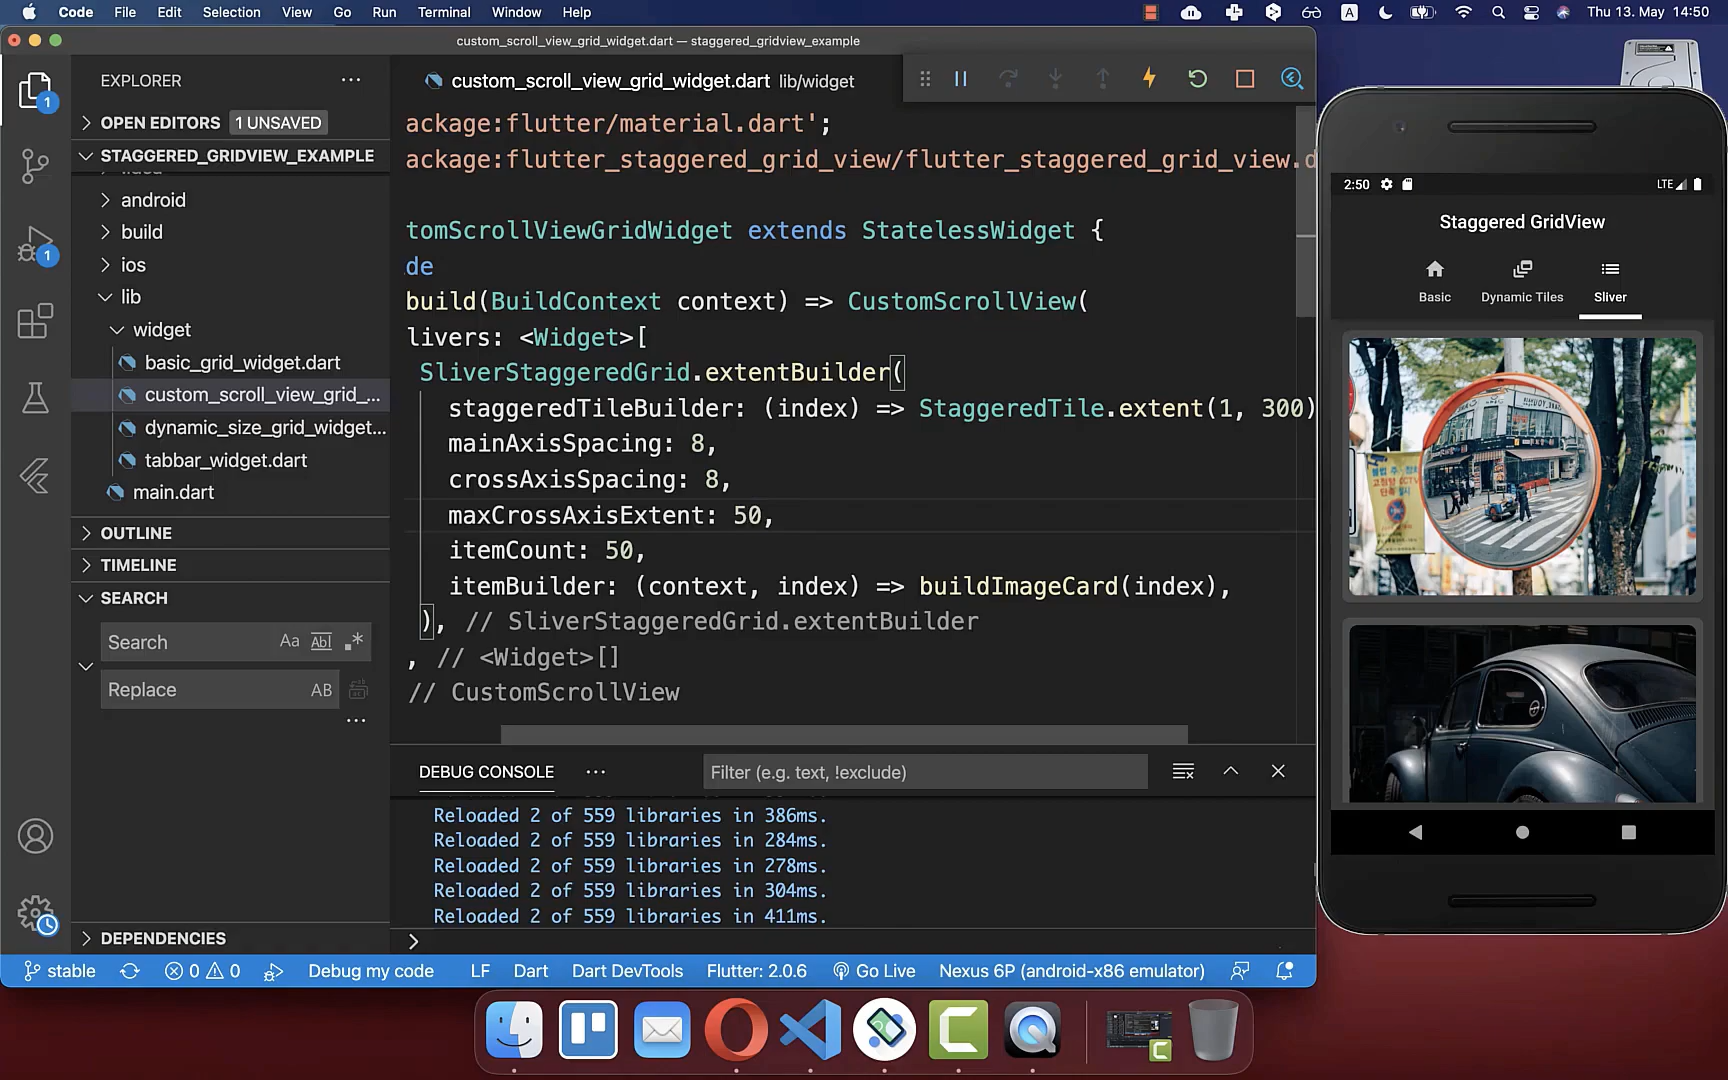 Code File Edit Selection View Go Run Terminal Window Help
A
Thu 13. May 14:50
custom_scroll_view_grid_widget.dart — staggered_gridview_example
EXPLORER
1
OPEN EDITORS 1 UNSAVED
STAGGERED_GRIDVIEW_EXAMPLE
android
build
1
ios
lib
widget
basic_grid_widget.dart
custom_scroll_view_grid_...
dynamic_size_grid_widget...
tabbar_widget.dart
main.dart
OUTLINE
TIMELINE
SEARCH
Search Aa Abl .*
Replace AB
DEPENDENCIES
custom_scroll_view_grid_widget.dart lib/widget
ackage:flutter/material.dart';
ackage:flutter_staggered_grid_view/flutter_staggered_grid_view.d
tomScrollViewGridWidget extends StatelessWidget {
de
build(BuildContext context) => CustomScrollView(
livers: <Widget>[
SliverStaggeredGrid.extentBuilder(
staggeredTileBuilder: (index) => StaggeredTile.extent(1, 300)
mainAxisSpacing: 8,
crossAxisSpacing: 8,
maxCrossAxisExtent: 50,
itemCount: 50,
itemBuilder: (context, index) => buildImageCard(index),
), // SliverStaggeredGrid.extentBuilder
, // <Widget>[]
// CustomScrollView
DEBUG CONSOLE
Filter (e.g. text, !exclude)
Reloaded 2 of 559 libraries in 386ms.
Reloaded 2 of 559 libraries in 284ms.
Reloaded 2 of 559 libraries in 278ms.
Reloaded 2 of 559 libraries in 304ms.
Reloaded 2 of 559 libraries in 411ms.
stable 0 0 Debug my code LF Dart Dart DevTools Flutter: 2.0.6 Go Live Nexus 6P (android-x86 emulator)
2:50 LTE
Staggered GridView
Basic Dynamic Tiles Sliver